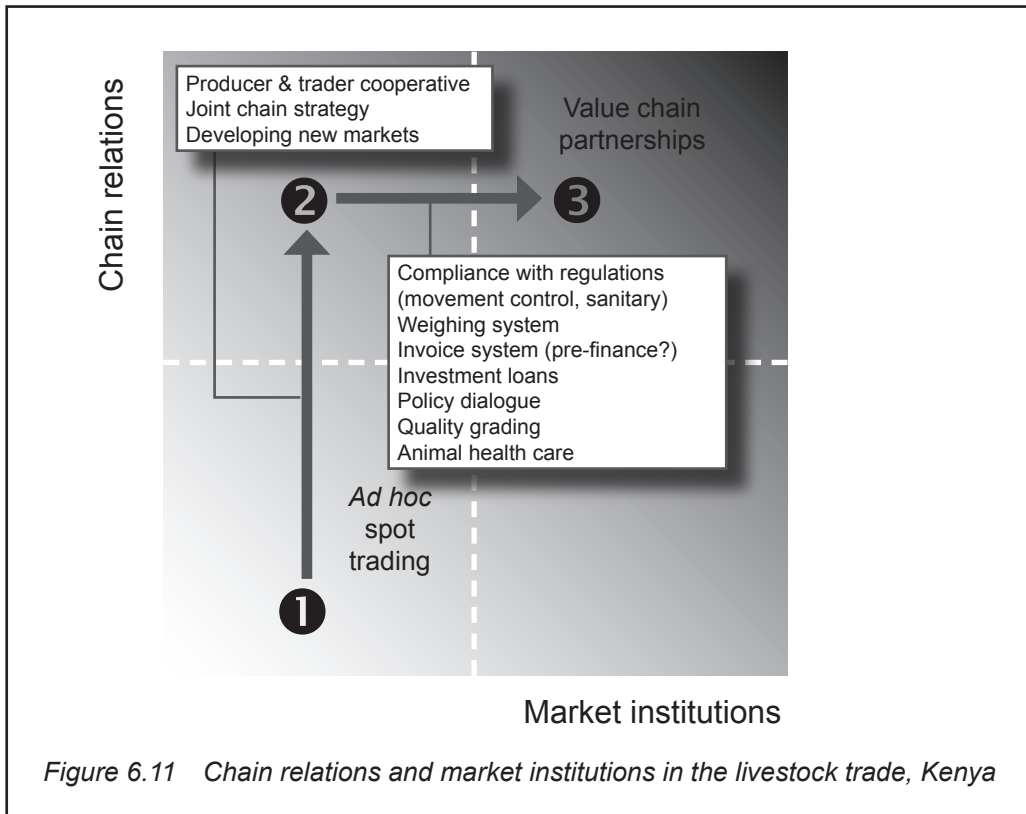 Chain relations
Producer & trader cooperative
Joint chain strategy
Developing new markets
Value chain
partnerships
2
3
Compliance with regulations
(movement control, sanitary)
Weighing system
Invoice system (pre-finance?)
Investment loans
Policy dialogue
Quality grading
Animal health care
Ad hoc
spot
trading
1
Market institutions
Figure 6.11 Chain relations and market institutions in the livestock trade, Kenya